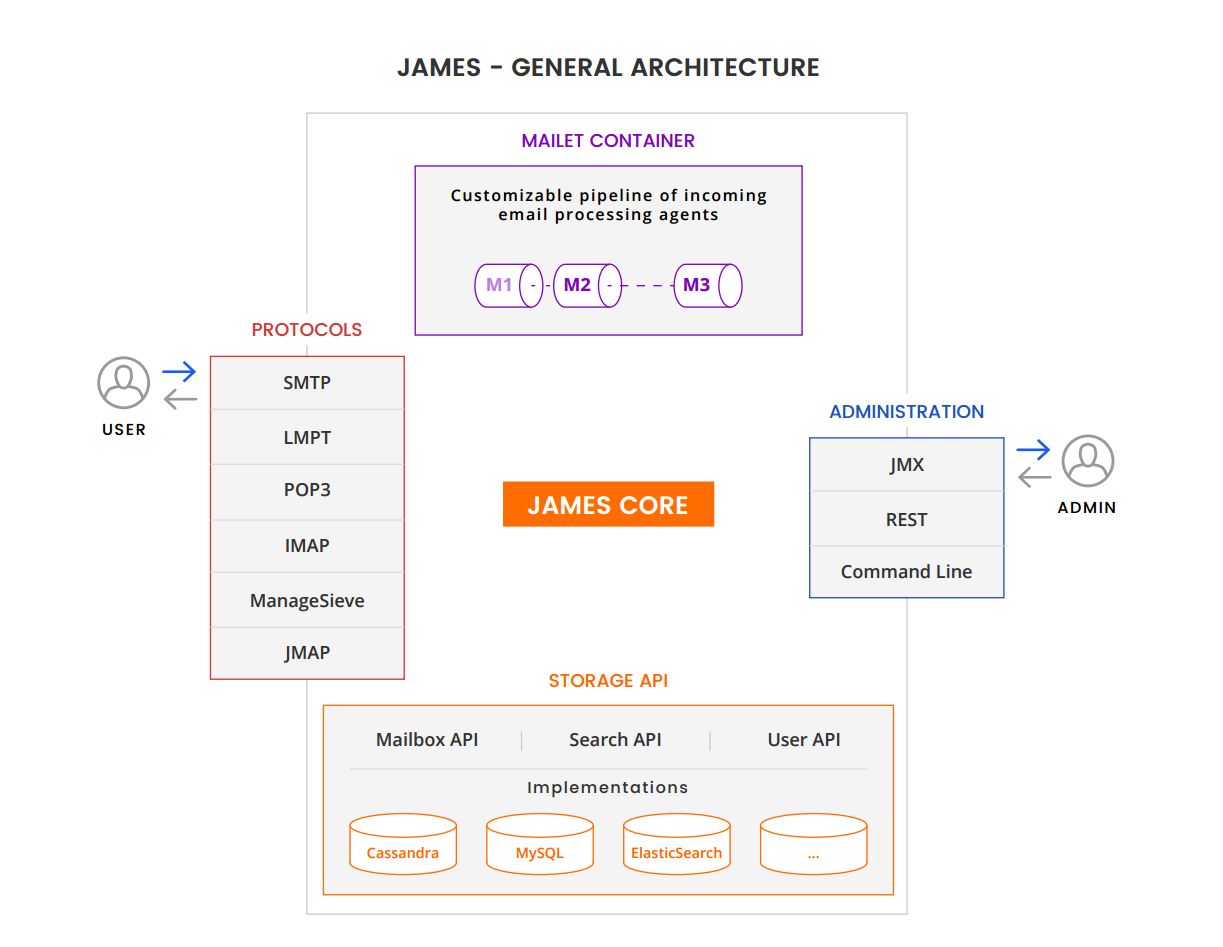 JAMES - GENERAL ARCHITECTURE
MAILET CONTAINER
Customizable pipeline of incoming
email processing agents
M1
M2
M3
PROTOCOLS
SMTP
LMPT
POP3
IMAP
ManageSieve
JMAP
USER
JAMES CORE
ADMINISTRATION
JMX
REST
Command Line
ADMIN
STORAGE API
Mailbox API
Search API
User API
Implementations
Cassandra
MySQL
ElasticSearch
...